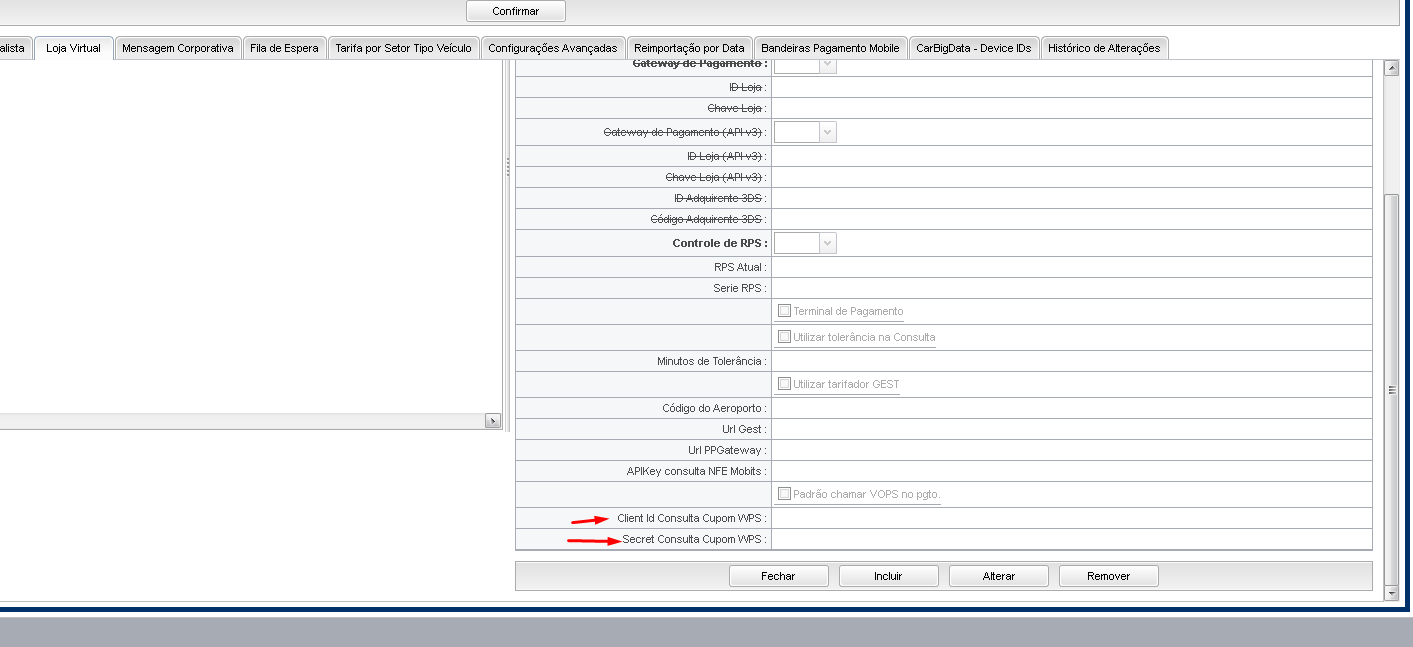 Confirmar
alista Loja Virtual Mensagem Corporativa Fila de Espera Tarifa por Setor Tipo Veículo Configurações Avançadas Reimportação por Data Bandeiras Pagamento Mobile CarBigData - Device IDs Histórico de Alterações
Gateway de Pagamento :
ID Loja :
Chave Loja :
Gateway de Pagamento (API v3) :
ID Loja (API v3) :
Chave Loja (API v3) :
ID Adquirente 3DS :
Código Adquirente 3DS :
Controle de RPS :
RPS Atual :
Serie RPS :
Terminal de Pagamento
Utilizar tolerância na Consulta
Minutos de Tolerância :
Utilizar tarifador GEST
Código do Aeroporto :
Url Gest :
Url PPGateway :
APIKey consulta NFE Mobits :
Padrão chamar VOPS no pgto.
Client Id Consulta Cupom WPS :
Secret Consulta Cupom WPS :
Fechar Incluir Alterar Remover